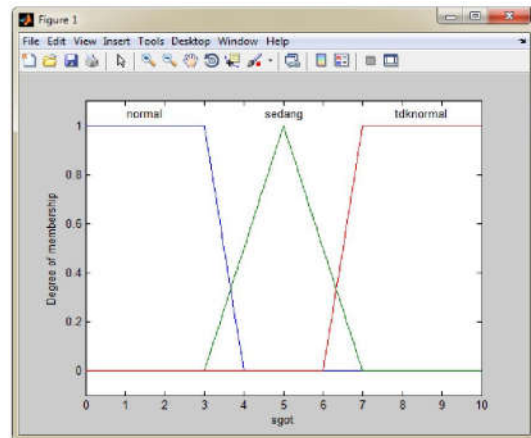 Figure 1
File Edit View Insert Tools Desktop Window Help
normal sedang tdknormal
1
0.8
0.6
0.4
0.2
0
Degree of membership
0 1 2 3 4 5 6 7 8 9 10
sgot